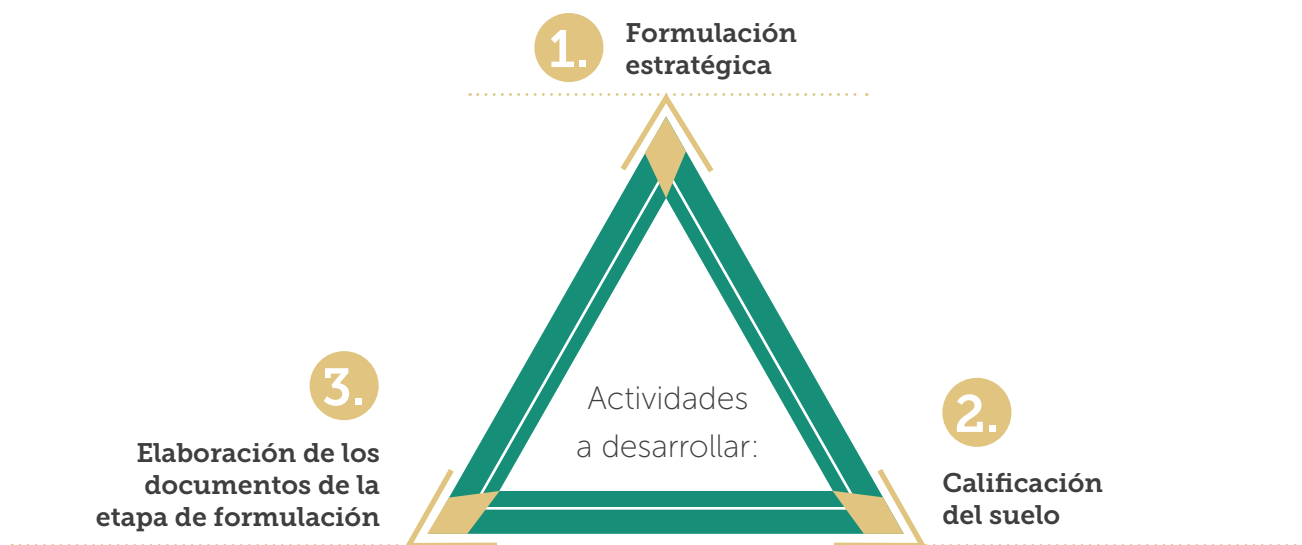 1.
Formulación
estratégica
Actividades
a desarrollar:
2.
Calificación
del suelo
3.
Elaboración de los
documentos de la
etapa de formulación